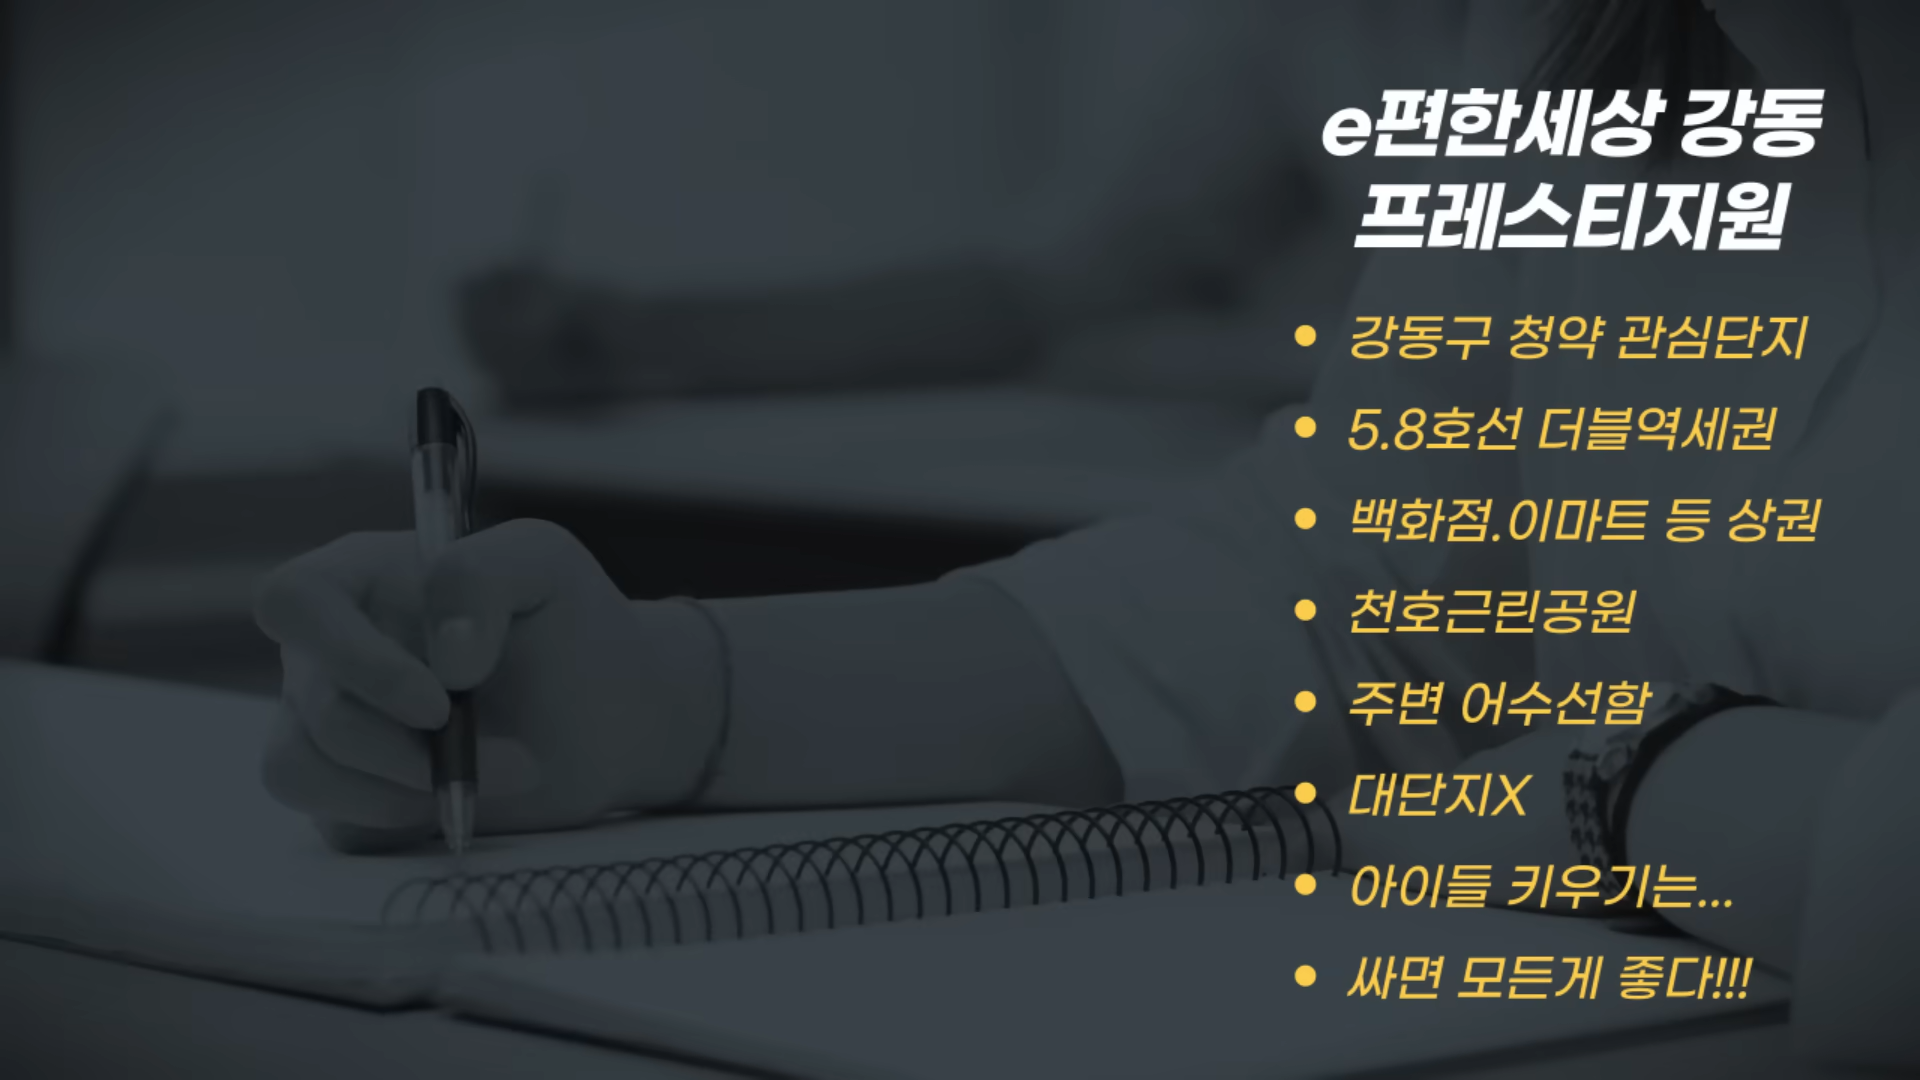 e편한세상 강동
프레스티지원
• 강동구 청약 관심단지
• 5.8호선 더블역세권
• 백화점.이마트 등 상권
• 천호근린공원
• 주변 어수선함
• 대단지X
• 아이들 키우기는...
• 싸면 모든게 좋다!!!